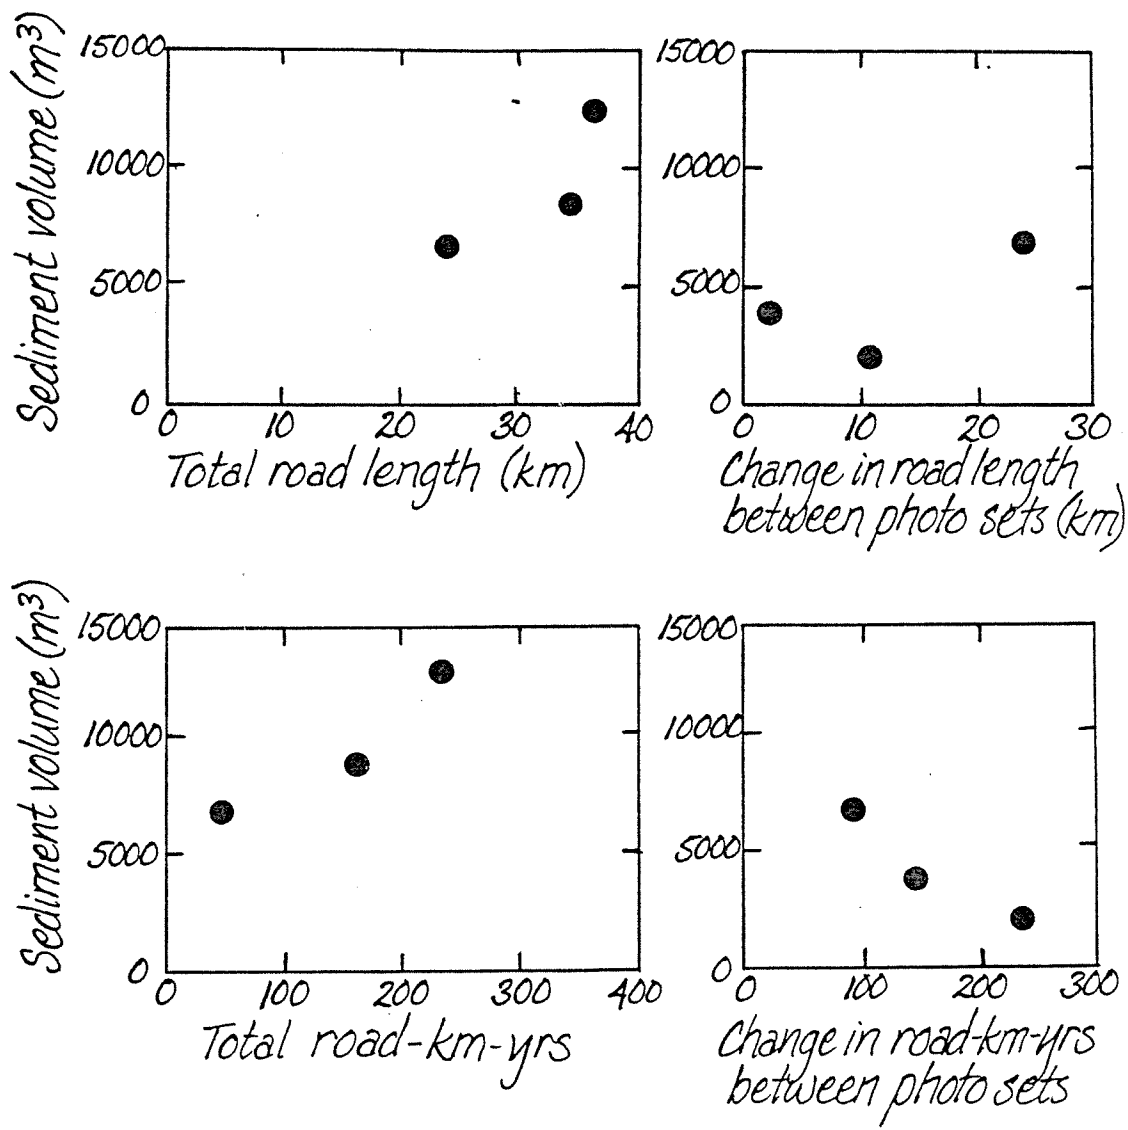 Sediment volume (m³)
15000
10000
5000
0
0 10 20 30 40
Total road length (km)
15000
10000
5000
0
0 10 20 30
Change in road length
between photo sets (km)
Sediment volume (m³)
15000
10000
5000
0
0 100 200 300 400
Total road-km-yrs
15000
10000
5000
0
0 100 200 300
Change in road-km-yrs
between photo sets